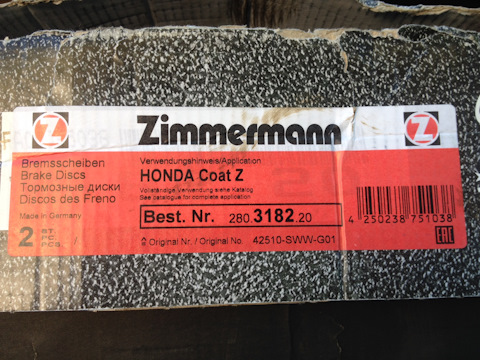 Z
Zimmermann
Z
Bremsscheiben
Brake Discs
Тормозные диски
Discos des Freno
Made in Germany
2 ST.
PC.
PCS.
/
Verwendungshinweis/Application
HONDA Coat Z
Vollständige Verwendung siehe Katalog
See catalogue for complete application
Best. Nr. 280.3182.20
Original Nr. / Original No. 42510-SWW-G01
4 250238 751038
EAC